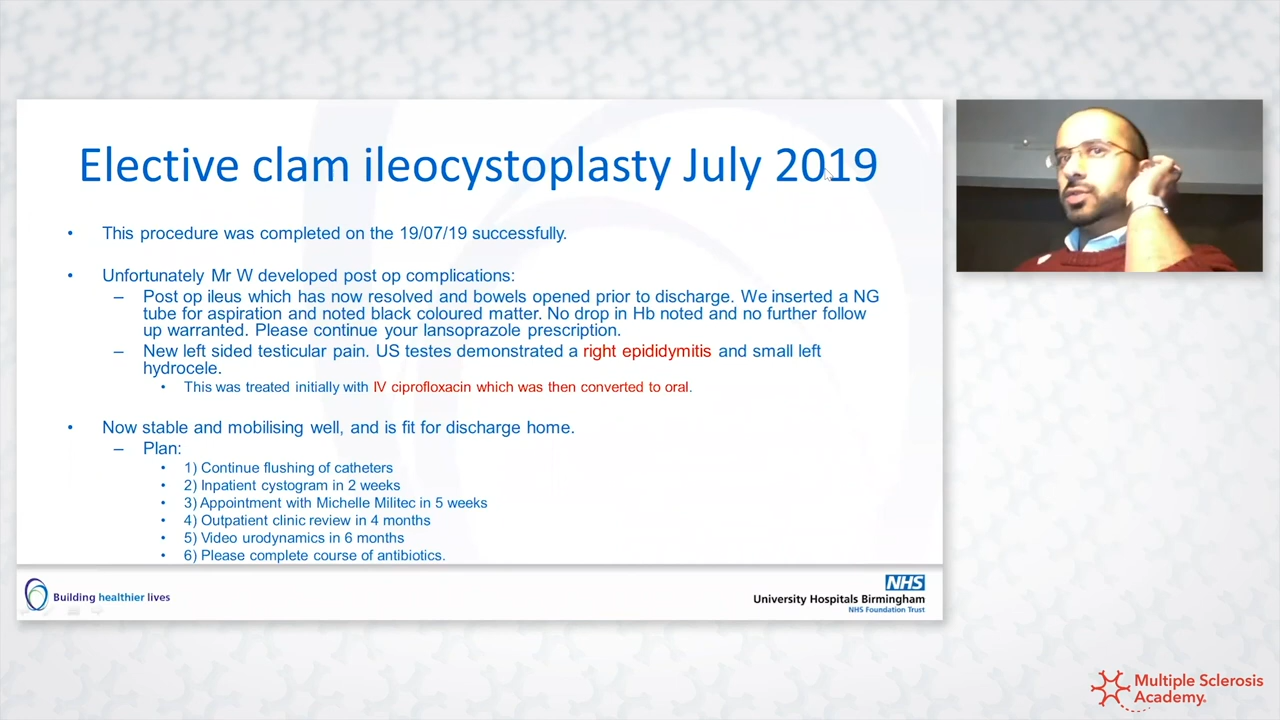 Elective clam ileocystoplasty July 2019
• This procedure was completed on the 19/07/19 successfully.
• Unfortunately Mr W developed post op complications:
– Post op ileus which has now resolved and bowels opened prior to discharge. We inserted a NG
tube for aspiration and noted black coloured matter. No drop in Hb noted and no further follow
up warranted. Please continue your lansoprazole prescription.
– New left sided testicular pain. US testes demonstrated a right epididymitis and small left
hydrocele.
• This was treated initially with IV ciprofloxacin which was then converted to oral.
• Now stable and mobilising well, and is fit for discharge home.
– Plan:
• 1) Continue flushing of catheters
• 2) Inpatient cystogram in 2 weeks
• 3) Appointment with Michelle Militec in 5 weeks
• 4) Outpatient clinic review in 4 months
• 5) Video urodynamics in 6 months
• 6) Please complete course of antibiotics.
Building healthier lives
NHS
University Hospitals Birmingham
NHS Foundation Trust
Multiple Sclerosis
Academy.